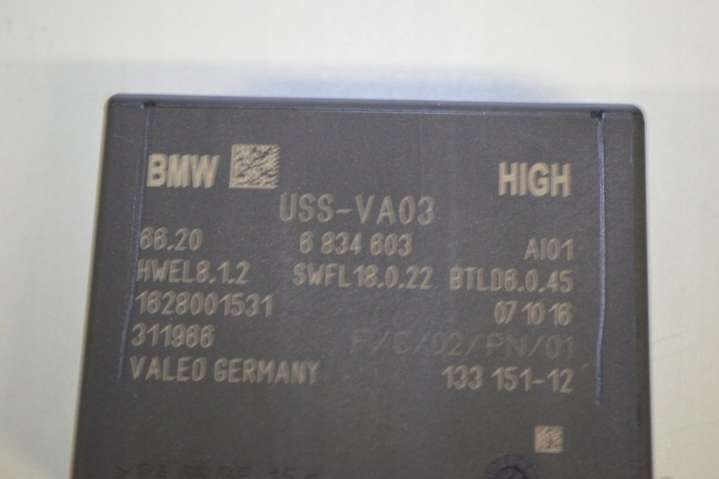 BMW HIGH
USS-VA03
66.20 6 834 603 AI01
HWEL8.1.2 SWFL18.0.22 BTLD6.0.45
1628001531 07 10 16
311966 F/C/02/PN/01
VALEO GERMANY 133 151-12